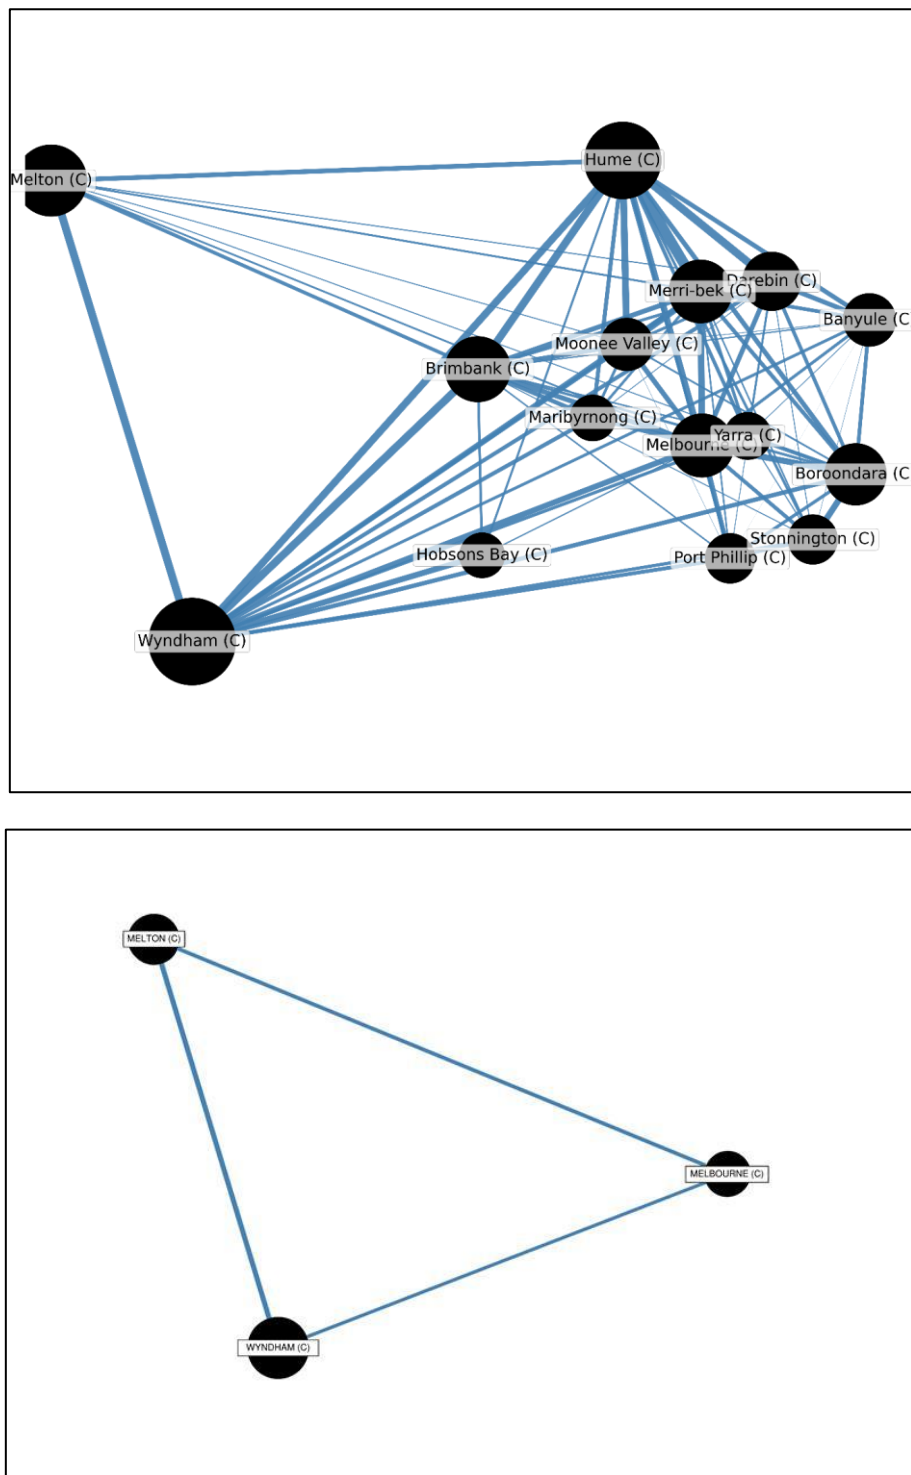 Hume (C)
Melton (C)
Darebin (C)
Merri-bek (C)
Banyule (C
Moonee Valley (C)
Brimbank (C)
Maribyrnong (C)
Yarra (C)
Melbourne (C)
Boroondara (C
Stonnington (C)
Hobsons Bay (C)
Port Phillip (C)
Wyndham (C)
MELTON (C)
MELBOURNE (C)
WYNDHAM (C)